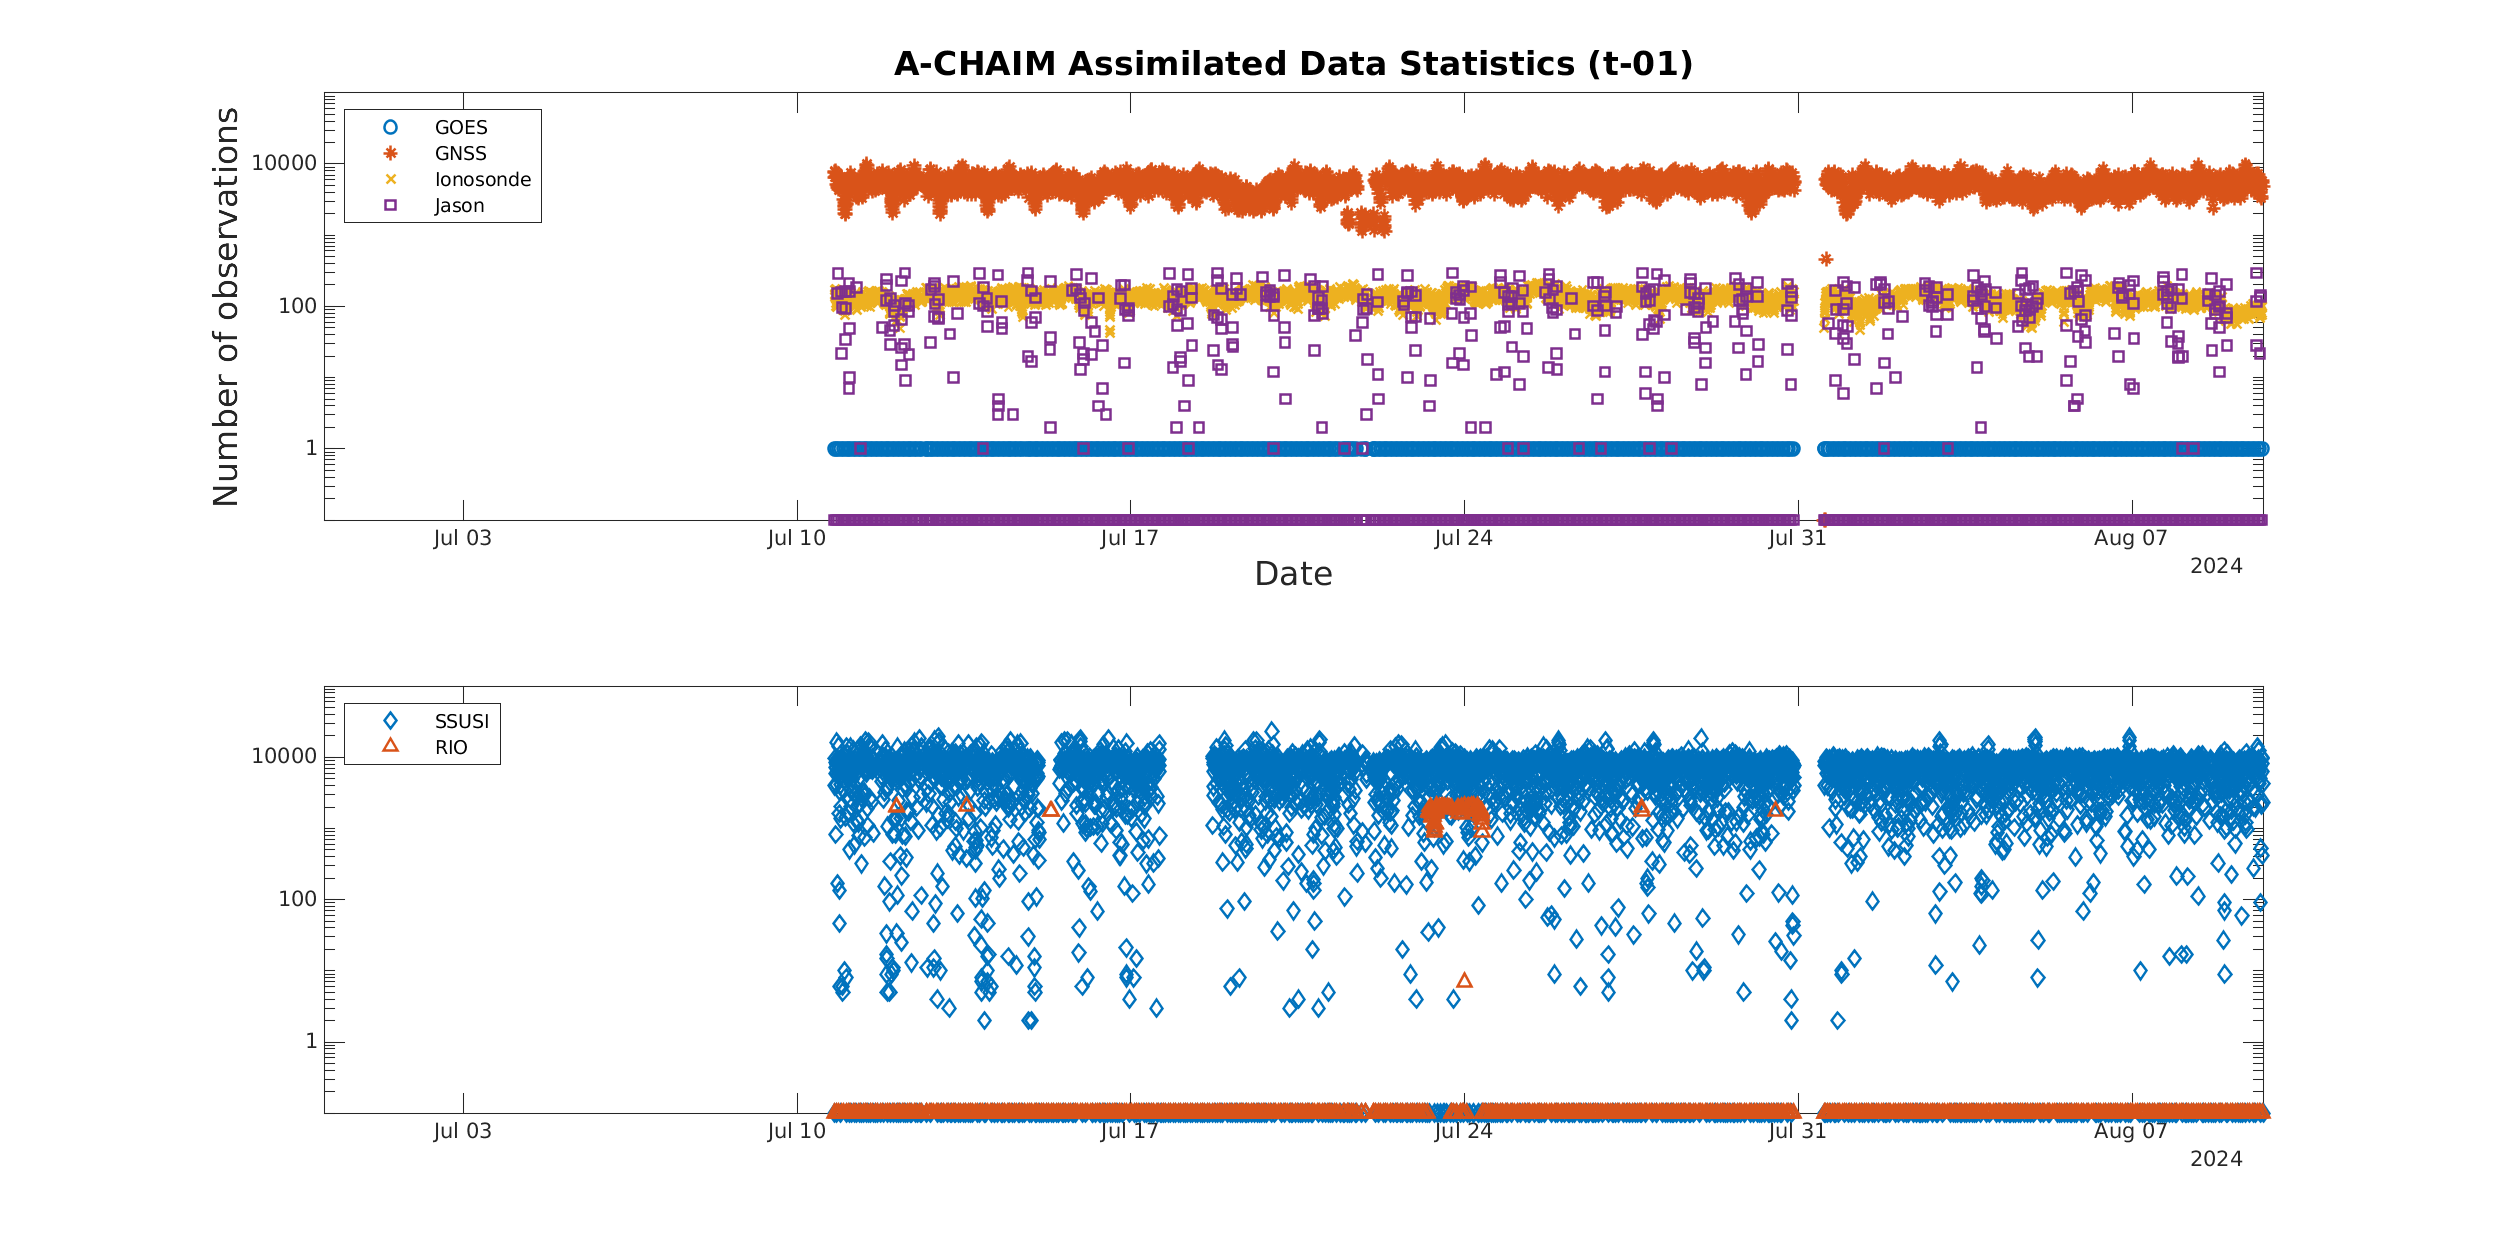 A-CHAIM Assimilated Data Statistics (t-01)
Number of observations
10000
100
1
GOES
GNSS
Ionosonde
Jason
Jul 03
Jul 10
Jul 17
Jul 24
Jul 31
Aug 07
2024
Date
10000
100
1
SSUSI
RIO
Jul 03
Jul 10
Jul 17
Jul 24
Jul 31
Aug 07
2024